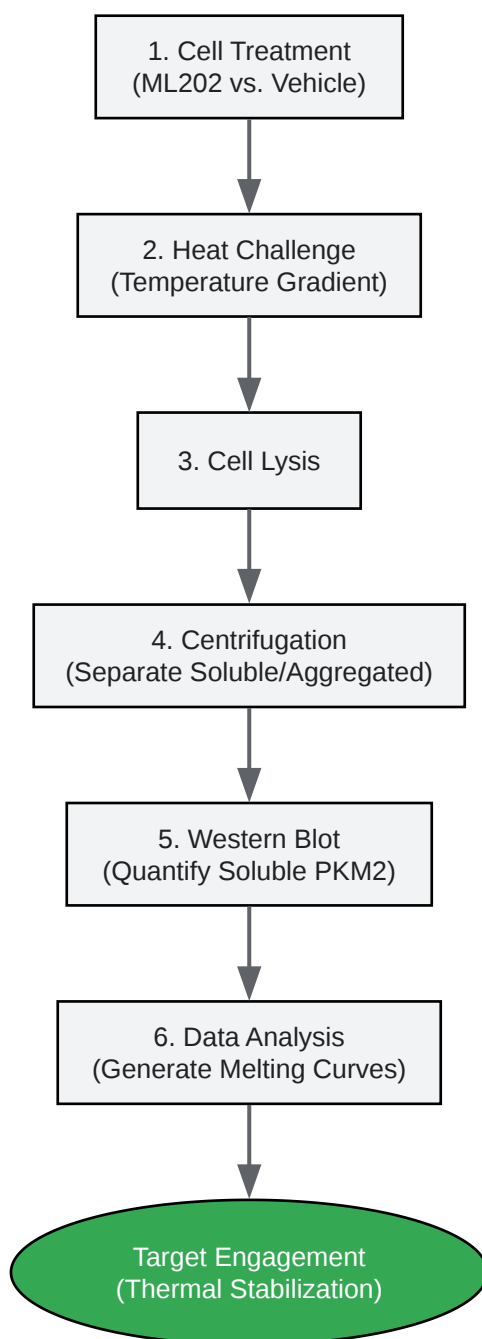 1. Cell Treatment
(ML202 vs. Vehicle)
2. Heat Challenge
(Temperature Gradient)
3. Cell Lysis
4. Centrifugation
(Separate Soluble/Aggregated)
5. Western Blot
(Quantify Soluble PKM2)
6. Data Analysis
(Generate Melting Curves)
Target Engagement
(Thermal Stabilization)